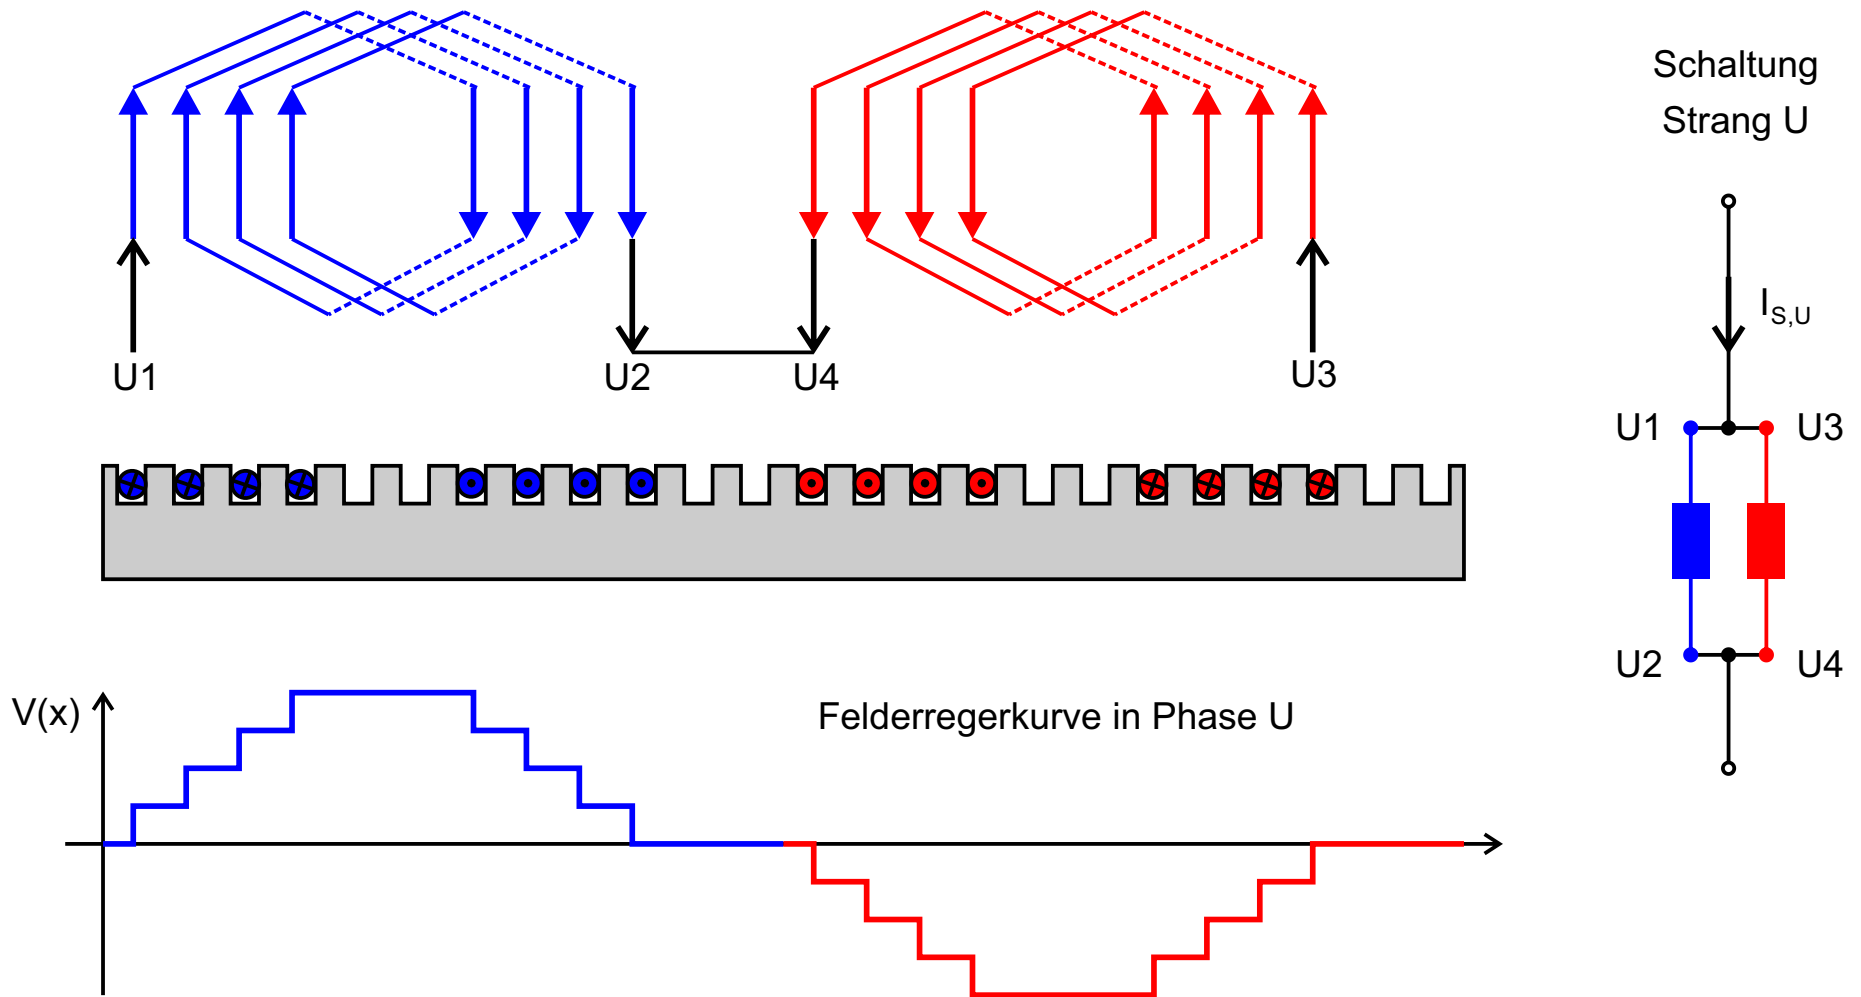 Schaltung
Strang U
I S,U
U1
U2
U4
U3
U1
U3
U2
U4
V(x)
Felderregerkurve in Phase U